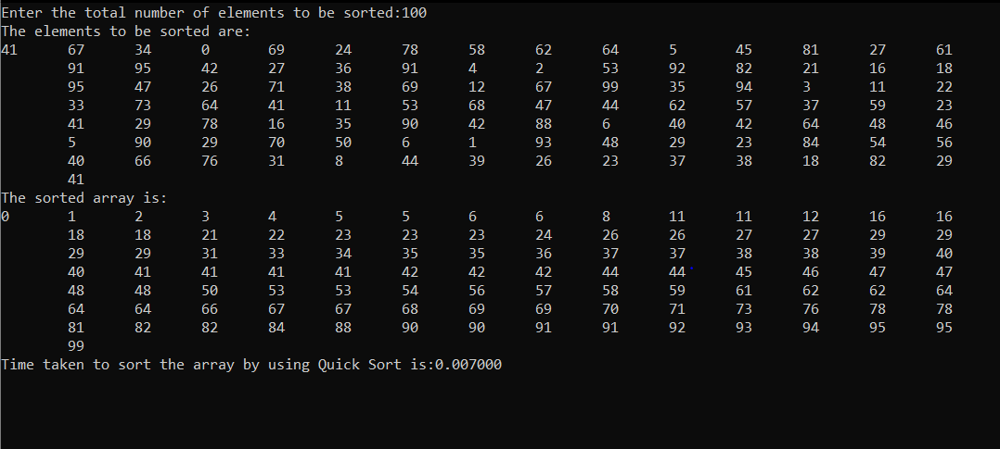 Enter the total number of elements to be sorted:100
The elements to be sorted are:
41 67 34 0 69 24 78 58 62 64 5 45 81 27 61
91 95 42 27 36 91 4 2 53 92 82 21 16 18
95 47 26 71 38 69 12 67 99 35 94 3 11 22
33 73 64 41 11 53 68 47 44 62 57 37 59 23
41 29 78 16 35 90 42 88 6 40 42 64 48 46
5 90 29 70 50 6 1 93 48 29 23 84 54 56
40 66 76 31 8 44 39 26 23 37 38 18 82 29
41
The sorted array is:
0 1 2 3 4 5 5 6 6 8 11 11 12 16 16
18 18 21 22 23 23 23 24 26 26 27 27 29 29
29 29 31 33 34 35 35 36 37 37 38 38 39 40
40 41 41 41 41 42 42 42 44 44 45 46 47 47
48 48 50 53 53 54 56 57 58 59 61 62 62 64
64 64 66 67 67 68 69 69 70 71 73 76 78 78
81 82 82 84 88 90 90 91 91 92 93 94 95 95
99
Time taken to sort the array by using Quick Sort is:0.007000